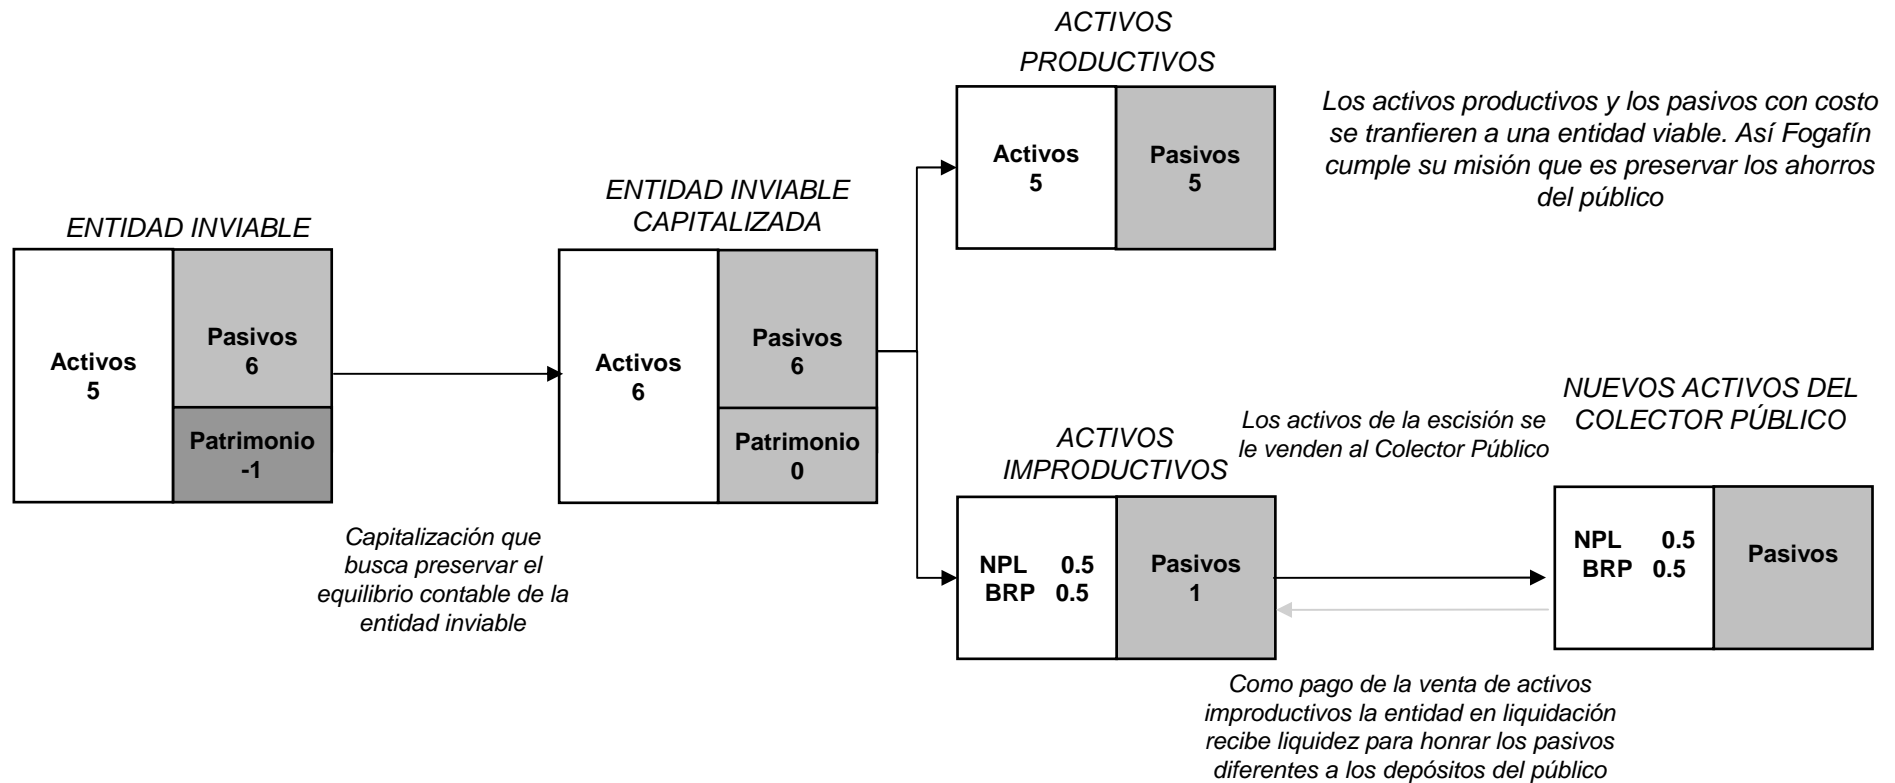 ENTIDAD INVIABLE
Activos
5
Pasivos
6
Patrimonio
-1
Capitalización que
busca preservar el
equilibrio contable de la
entidad inviable
ENTIDAD INVIABLE
CAPITALIZADA
Activos
6
Pasivos
6
Patrimonio
0
ACTIVOS
PRODUCTIVOS
Activos
5
Pasivos
5
Los activos productivos y los pasivos con costo
se tranfieren a una entidad viable. Así Fogafín
cumple su misión que es preservar los ahorros
del público
ACTIVOS
IMPRODUCTIVOS
NPL 0.5
BRP 0.5
Pasivos
1
Los activos de la escisión se
le venden al Colector Público
NUEVOS ACTIVOS DEL
COLECTOR PÚBLICO
NPL 0.5
BRP 0.5
Pasivos
Como pago de la venta de activos
improductivos la entidad en liquidación
recibe liquidez para honrar los pasivos
diferentes a los depósitos del público